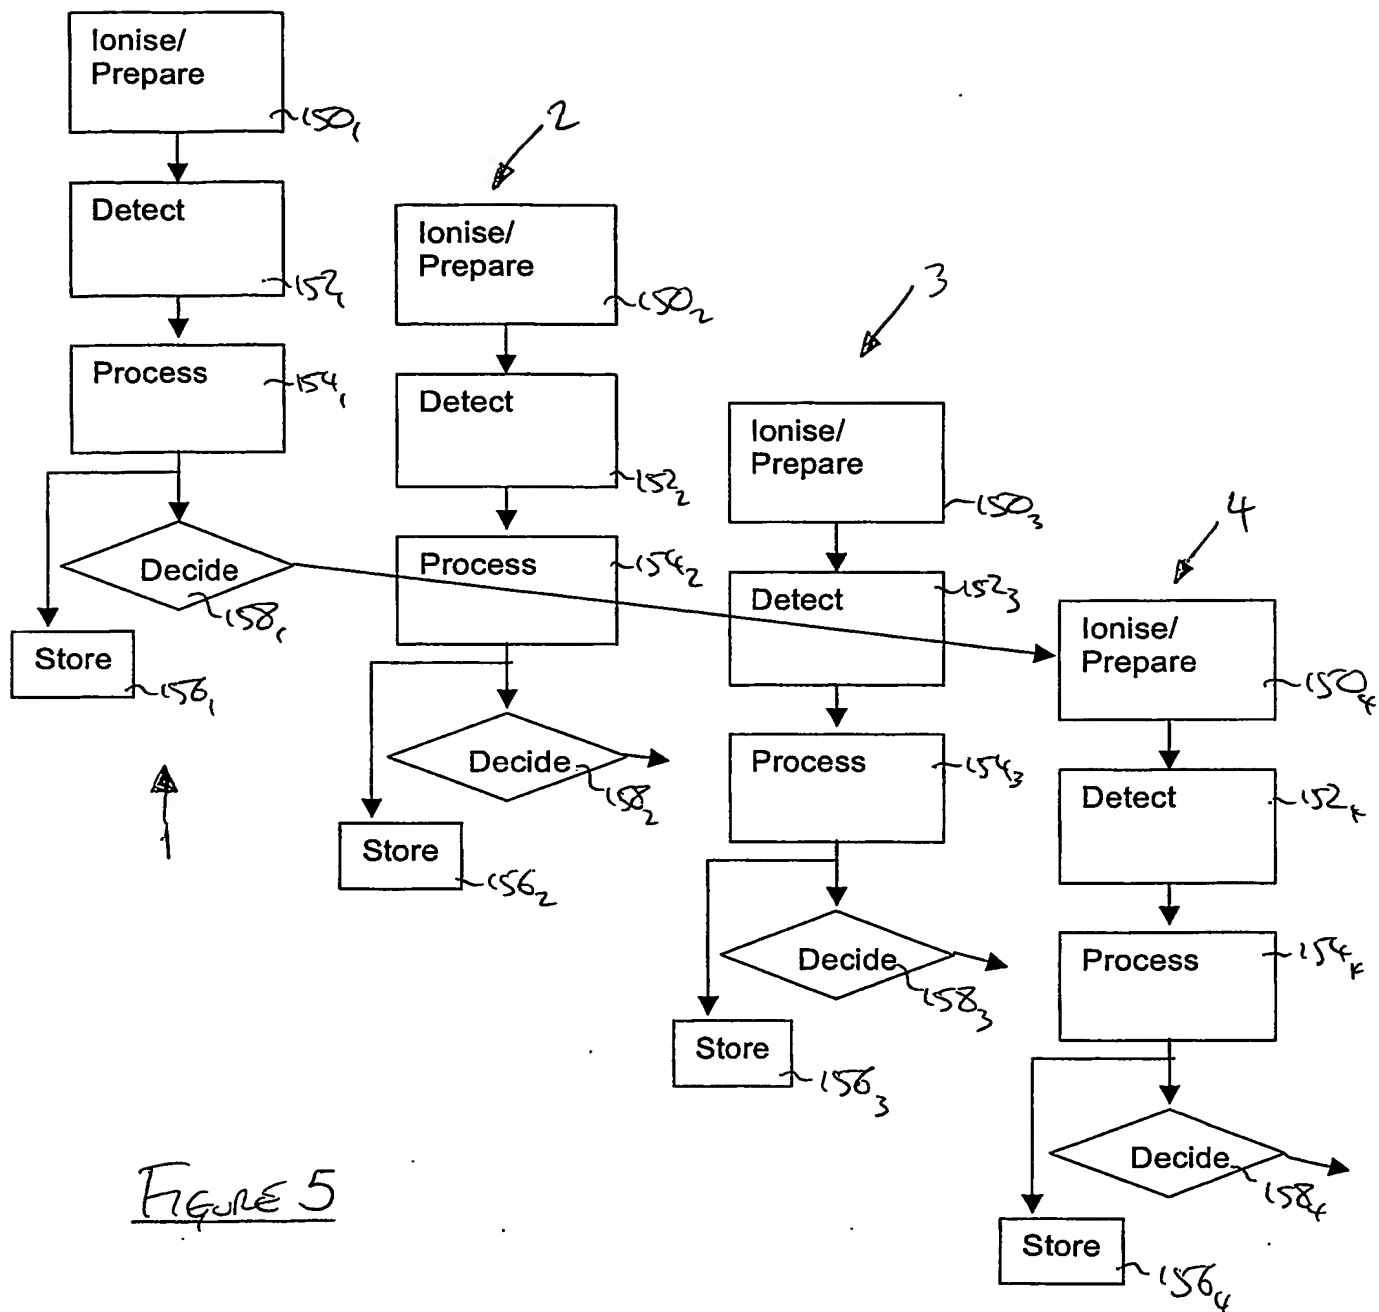 Ionise/
Prepare
150₁
Detect
152₁
Process
154₁
Decide
158₁
Store
156₁
1
2
Ionise/
Prepare
150₂
Detect
152₂
Process
154₂
Decide
158₂
Store
156₂
3
Ionise/
Prepare
150₃
Detect
152₃
Process
154₃
Decide
158₃
Store
156₃
4
Ionise/
Prepare
150₄
Detect
152₄
Process
154₄
Decide
158₄
Store
156₄
FIGURE 5